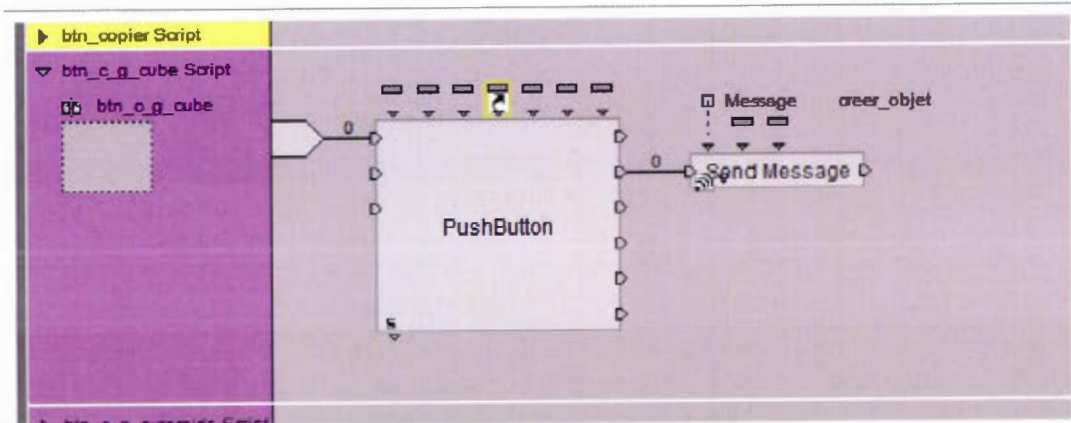 btn_copier Script
btn_c_g_cube Script
btn_c_g_cube
0
PushButton
0
Message creer_objet
Send Message